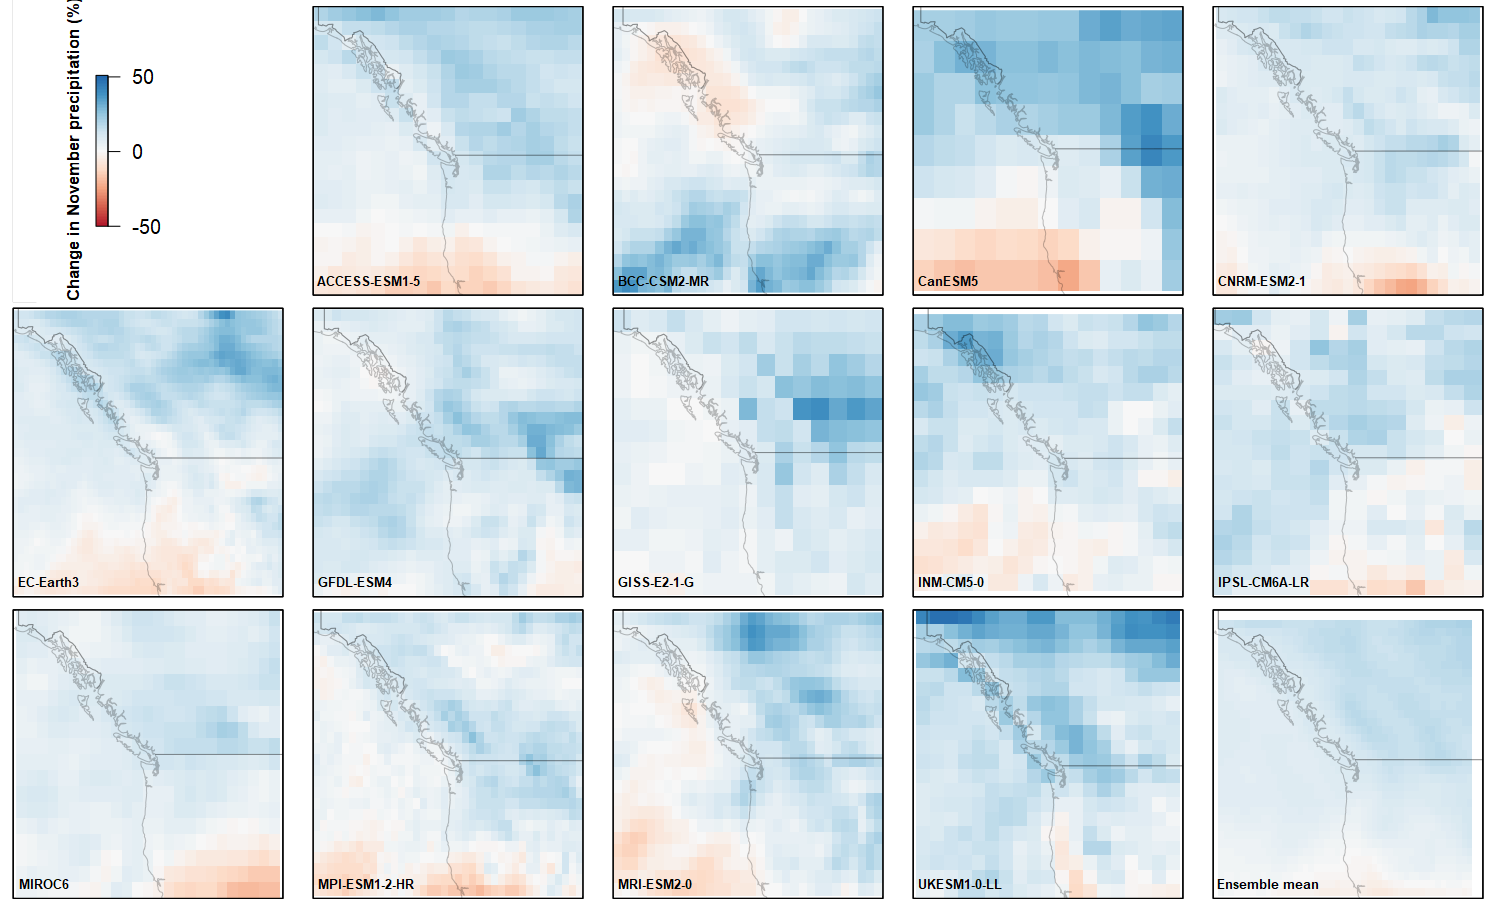 Change in November precipitation (%)
50
0
-50
ACCESS-ESM1-5
BCC-CSM2-MR
CanESM5
CNRM-ESM2-1
EC-Earth3
GFDL-ESM4
GISS-E2-1-G
INM-CM5-0
IPSL-CM6A-LR
MIROC6
MPI-ESM1-2-HR
MRI-ESM2-0
UKESM1-0-LL
Ensemble mean